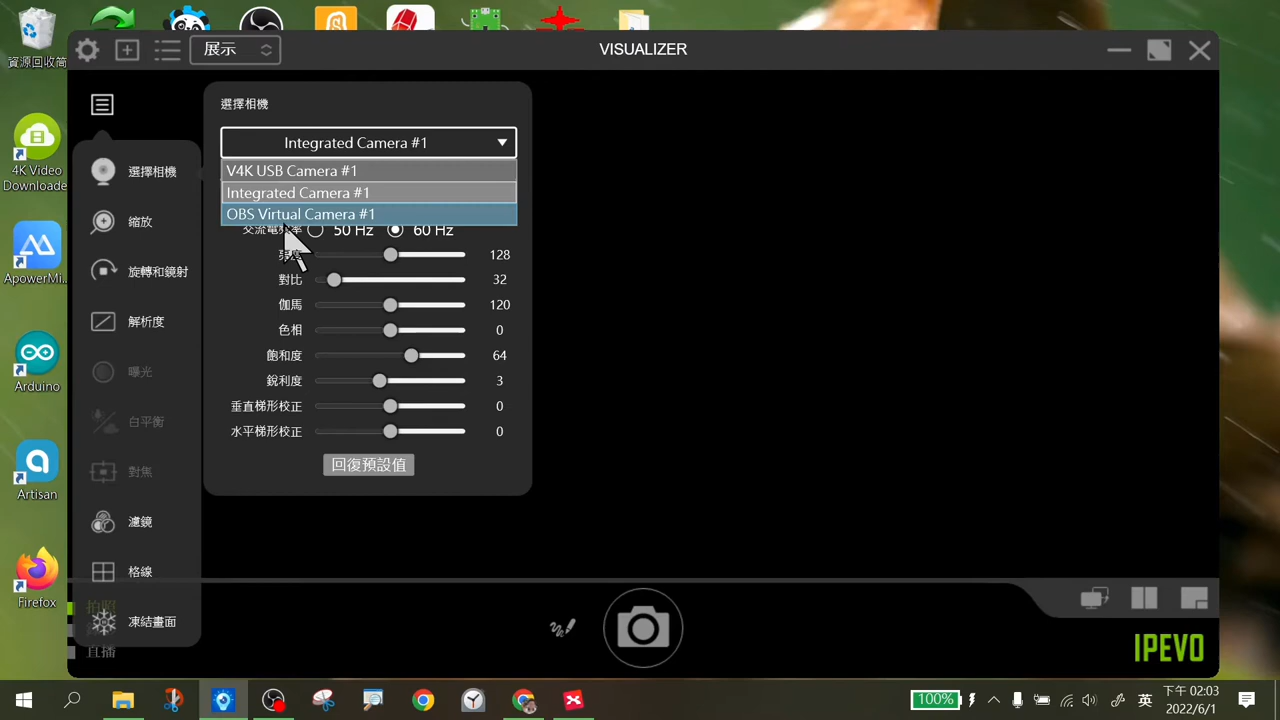 資源回收筒
展示
VISUALIZER
選擇相機
Integrated Camera #1
V4K USB Camera #1
Integrated Camera #1
OBS Virtual Camera #1
50 Hz
60 Hz
128
對比
32
伽馬
120
色相
0
飽和度
64
銳利度
3
垂直梯形校正
0
水平梯形校正
0
回復預設值
選擇相機
縮放
旋轉和鏡射
解析度
曝光
白平衡
對焦
濾鏡
格線
凍結畫面
直播
4K Video
Downloade
ApowerMi...
Arduino
Artisan
Firefox
IPEVO
100%
英
下午 02:03
2022/6/1